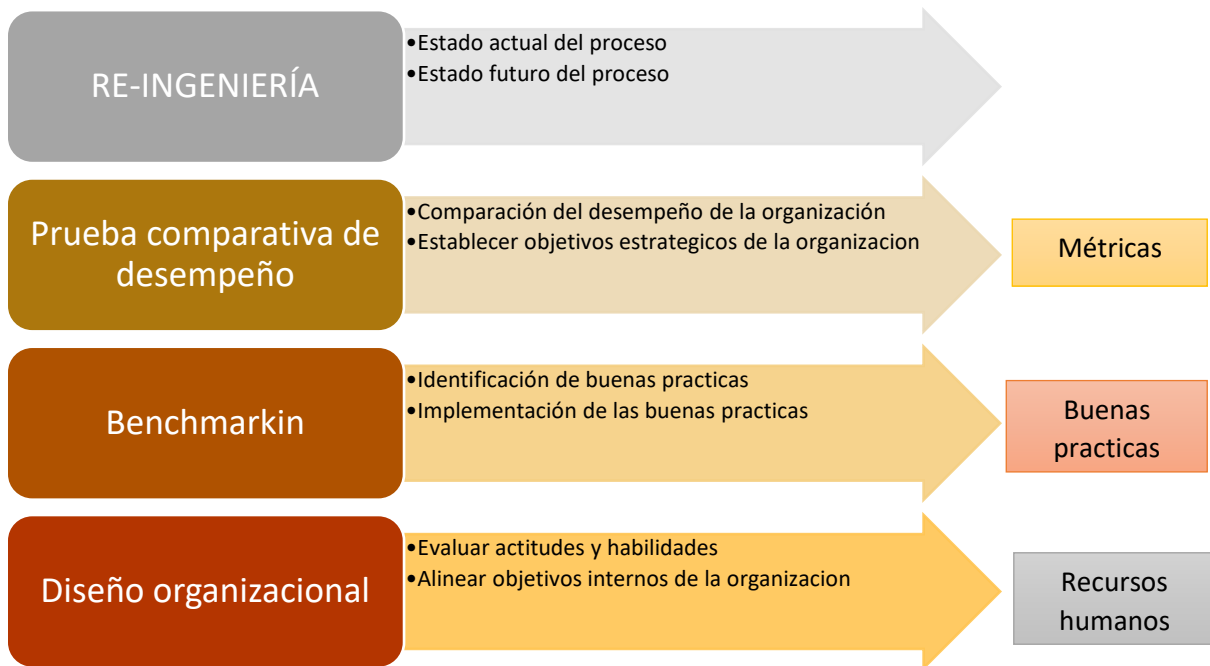 RE-INGENIERÍA
•Estado actual del proceso
•Estado futuro del proceso
Prueba comparativa de
desempeño
•Comparación del desempeño de la organización
•Establecer objetivos estrategicos de la organizacion
Métricas
Benchmarkin
•Identificación de buenas practicas
•Implementación de las buenas practicas
Buenas
practicas
Diseño organizacional
•Evaluar actitudes y habilidades
•Alinear objetivos internos de la organizacion
Recursos
humanos